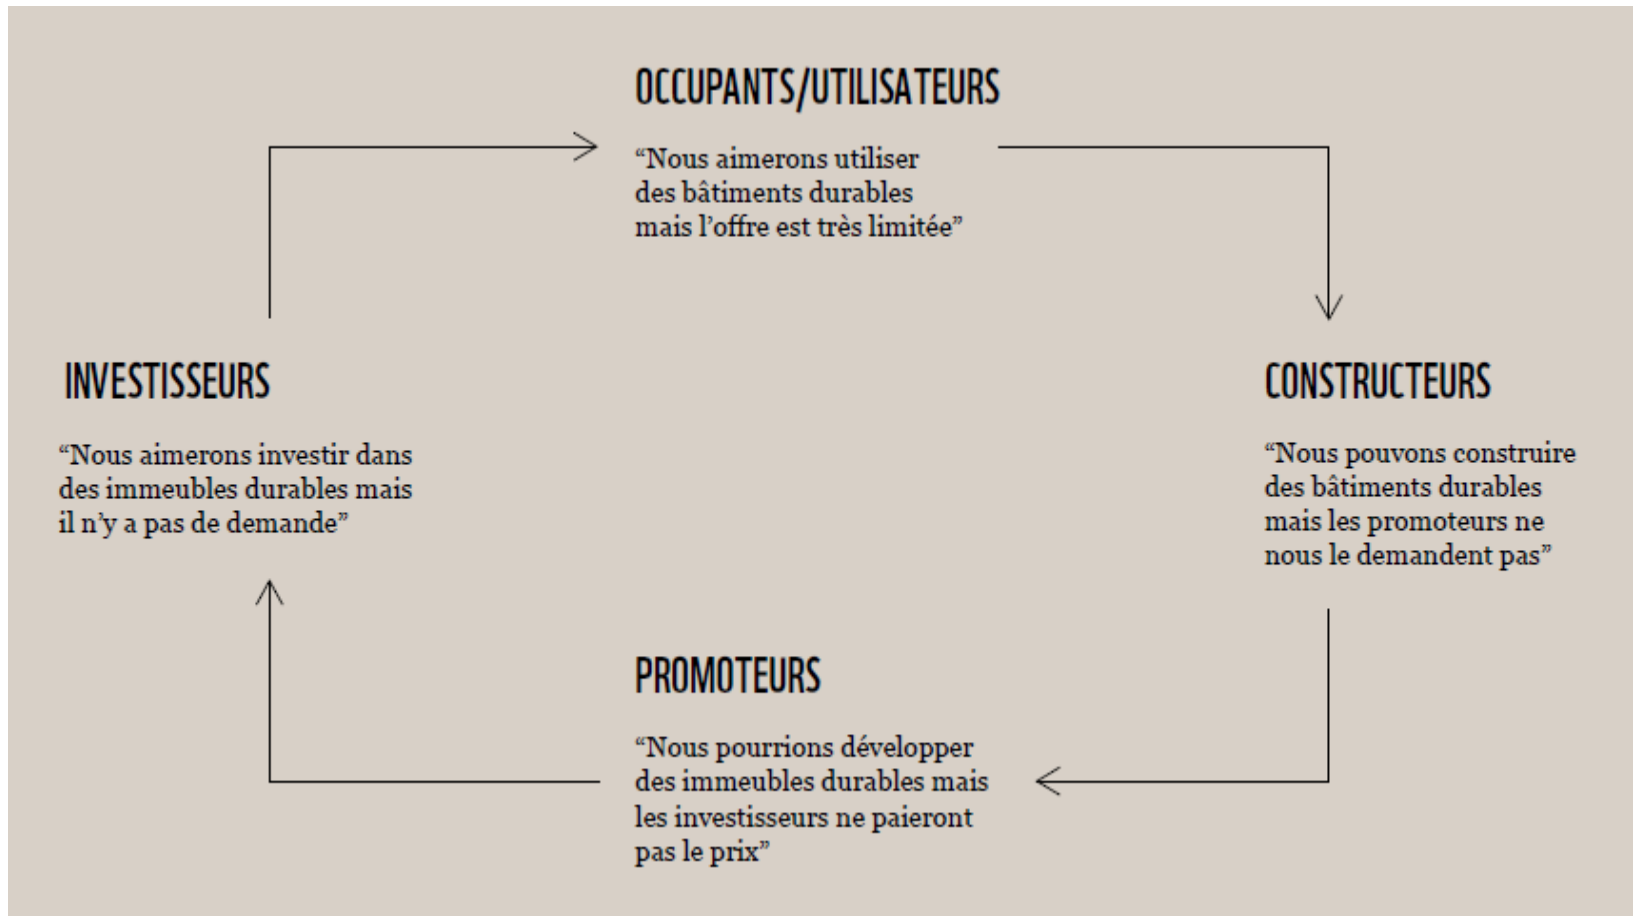 OCCUPANTS/UTILISATEURS
“Nous aimerons utiliser
des bâtiments durables
mais l’offre est très limitée”
INVESTISSEURS
“Nous aimerons investir dans
des immeubles durables mais
il n’y a pas de demande”
CONSTRUCTEURS
“Nous pouvons construire
des bâtiments durables
mais les promoteurs ne
nous le demandent pas”
PROMOTEURS
“Nous pourrions développer
des immeubles durables mais
les investisseurs ne paieront
pas le prix”